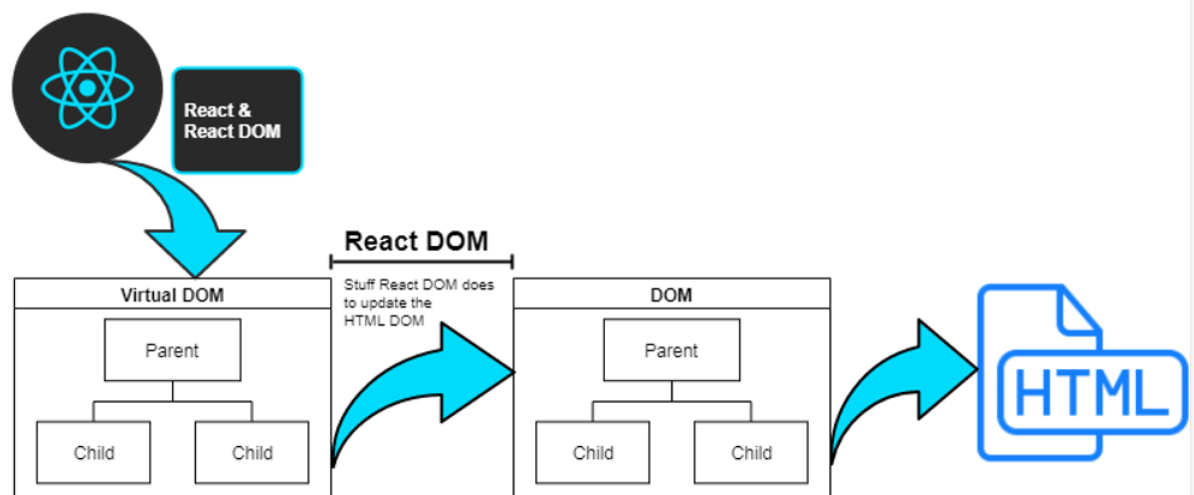 React &
React DOM
React DOM
Stuff React DOM does
to update the
HTML DOM
Virtual DOM
Parent
Child
Child
DOM
Parent
Child
Child
HTML